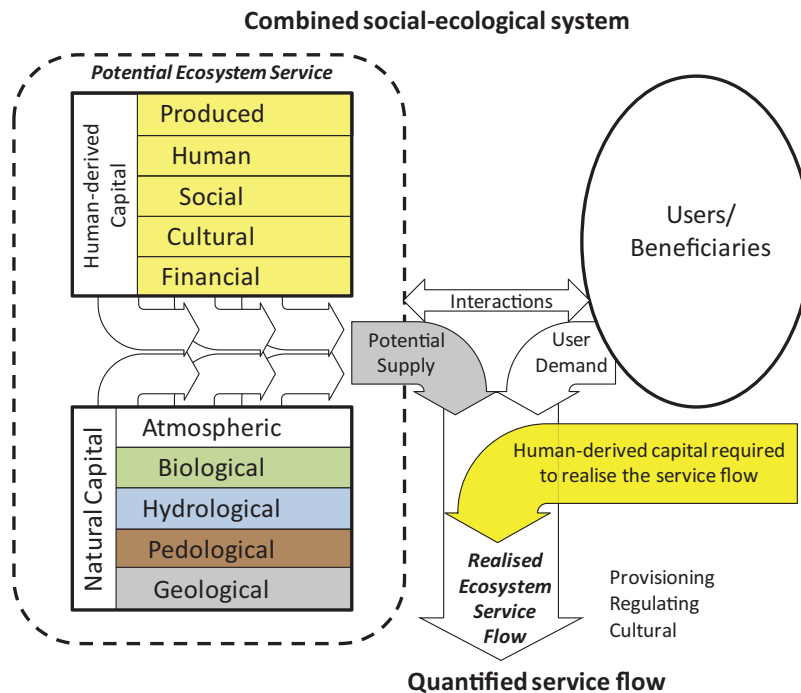 Combined social-ecological system
Potential Ecosystem Service
Human-derived
Capital
Produced
Human
Social
Cultural
Financial
Users/
Beneficiaries
Interactions
Potential
Supply
User
Demand
Natural Capital
Atmospheric
Biological
Hydrological
Pedological
Geological
Human-derived capital required
to realise the service flow
Realised
Ecosystem
Service
Flow
Provisioning
Regulating
Cultural
Quantified service flow